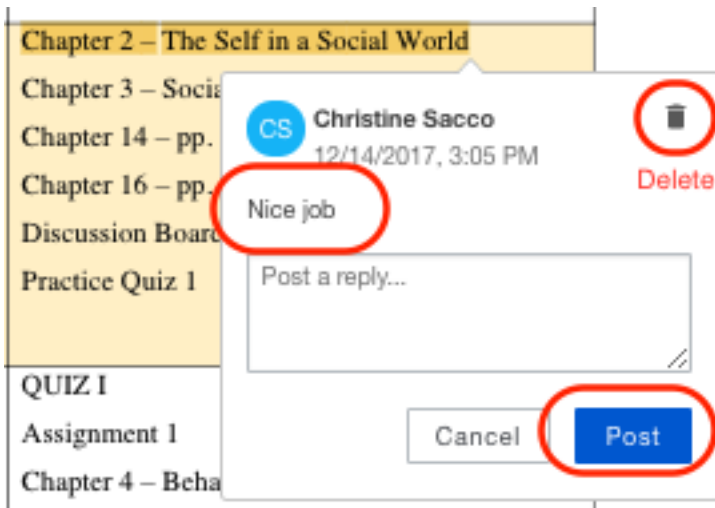 Chapter 2 – The Self in a Social World
Chapter 3 – Socia
Chapter 14 – pp.
Chapter 16 – pp.
Discussion Board
Practice Quiz 1
QUIZ I
Assignment 1
Chapter 4 – Beha
CS
Christine Sacco
12/14/2017, 3:05 PM
Delete
Nice job
Post a reply...
Cancel
Post